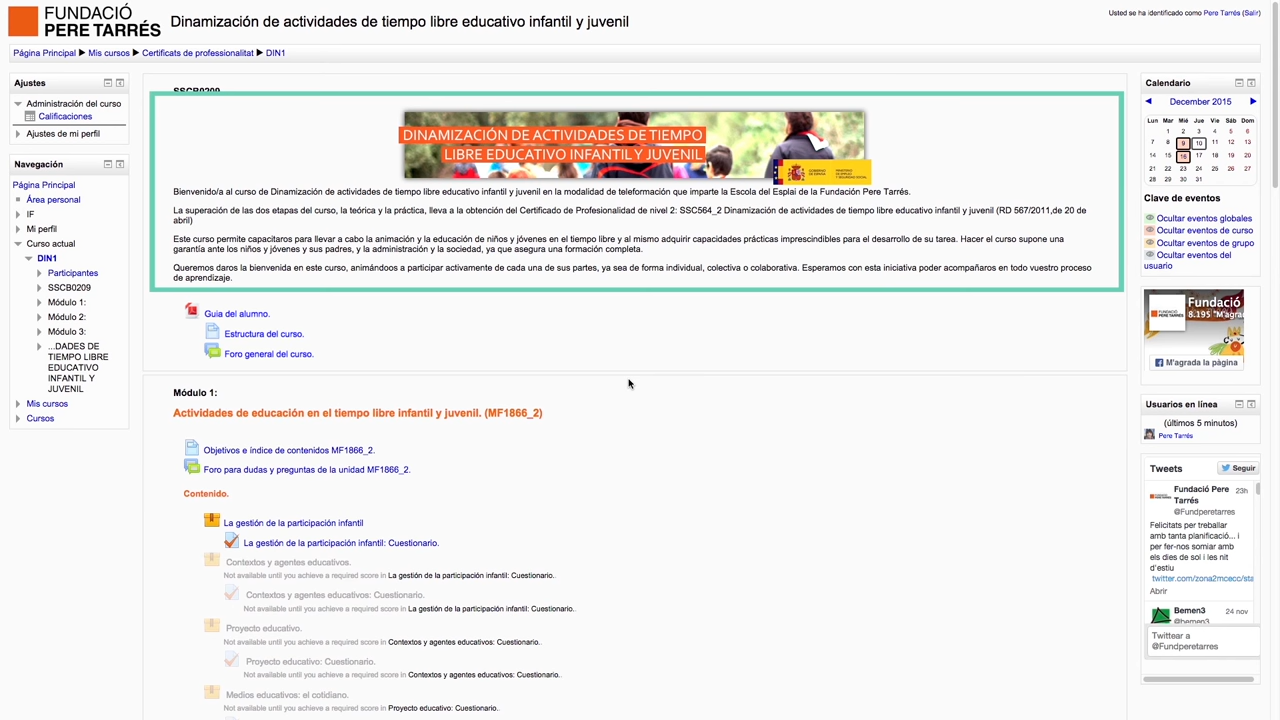 FUNDACIÓ
PERE TARRÉS
Dinamización de actividades de tiempo libre educativo infantil y juvenil
Usted se ha identificado como Pere Tarrés (Salir)
Página Principal ► Mis cursos ► Certificats de professionalitat ► DIN1
Ajustes
Administración del curso
Calificaciones
Ajustes de mi perfil
Navegación
Página Principal
Área personal
IF
Mi perfil
Curso actual
DIN1
Participantes
SSCB0209
Módulo 1:
Módulo 2:
Módulo 3:
...DADES DE
TIEMPO LIBRE
EDUCATIVO
INFANTIL Y
JUVENIL
Mis cursos
Cursos
SSCB0209
DINAMIZACIÓN DE ACTIVIDADES DE TIEMPO
LIBRE EDUCATIVO INFANTIL Y JUVENIL
Bienvenido/a al curso de Dinamización de actividades de tiempo libre educativo infantil y juvenil en la modalidad de teleformación que imparte la Escola del Esplai de la Fundación Pere Tarrés.
La superación de las dos etapas del curso, la teórica y la práctica, lleva a la obtención del Certificado de Profesionalidad de nivel 2: SSC564_2 Dinamización de actividades de tiempo libre educativo infantil y juvenil (RD 567/2011,de 20 de
abril)
Este curso permite capacitaros para llevar a cabo la animación y la educación de niños y jóvenes en el tiempo libre y al mismo adquirir capacidades prácticas imprescindibles para el desarrollo de su tarea. Hacer el curso supone una
garantía ante los niños y jóvenes y sus padres, y la administración y la sociedad, ya que asegura una formación completa.
Queremos daros la bienvenida en este curso, animándoos a participar activamente de cada una de sus partes, ya sea de forma individual, colectiva o colaborativa. Esperamos con esta iniciativa poder acompañaros en todo vuestro proceso
de aprendizaje.
Guia del alumno.
Estructura del curso.
Foro general del curso.
Módulo 1:
Actividades de educación en el tiempo libre infantil y juvenil. (MF1866_2)
Objetivos e índice de contenidos MF1866_2.
Foro para dudas y preguntas de la unidad MF1866_2.
Contenido.
La gestión de la participación infantil
La gestión de la participación infantil: Cuestionario.
Contextos y agentes educativos.
Not available until you achieve a required score in La gestión de la participación infantil: Cuestionario..
Contextos y agentes educativos: Cuestionario.
Not available until you achieve a required score in La gestión de la participación infantil: Cuestionario..
Proyecto educativo.
Not available until you achieve a required score in Contextos y agentes educativos: Cuestionario..
Proyecto educativo: Cuestionario.
Not available until you achieve a required score in Contextos y agentes educativos: Cuestionario..
Medios educativos: el cotidiano.
Not available until you achieve a required score in Proyecto educativo: Cuestionario..
Calendario
◄ December 2015 ►
Lun Mar Mié Jue Vie Sáb Dom
1 2 3 4 5 6
7 8 9 10 11 12 13
14 15 16 17 18 19 20
21 22 23 24 25 26 27
28 29 30 31
Clave de eventos
Ocultar eventos globales
Ocultar eventos de curso
Ocultar eventos de grupo
Ocultar eventos del
usuario
Fundació
8.195 "M'agrad
M'agrada la pàgina
Usuarios en línea
(últimos 5 minutos)
Pere Tarrés
Tweets
Seguir
Fundació Pere 23h
Tarrés
@Fundperetarres
Felicitats per treballar
amb tanta planificació... i
per fer-nos somiar amb
els dies de sol i les nit
d'estiu
twitter.com/zona2mcecc/sta
Abrir
Bemen3 24 nov
@bemen3
Twittear a
@Fundperetarres